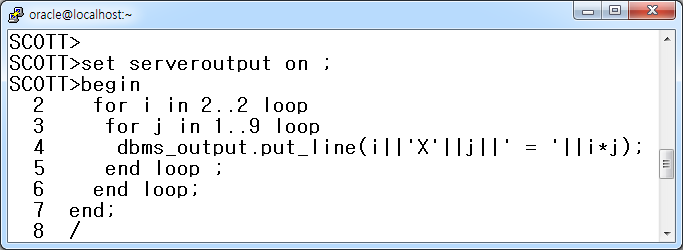 oracle@localhost:~
SCOTT>
SCOTT>set serveroutput on ;
SCOTT>begin
  2    for i in 2..2 loop
  3     for j in 1..9 loop
  4      dbms_output.put_line(i||'X'||j||' = '||i*j);
  5     end loop ;
  6    end loop;
  7  end;
  8  /